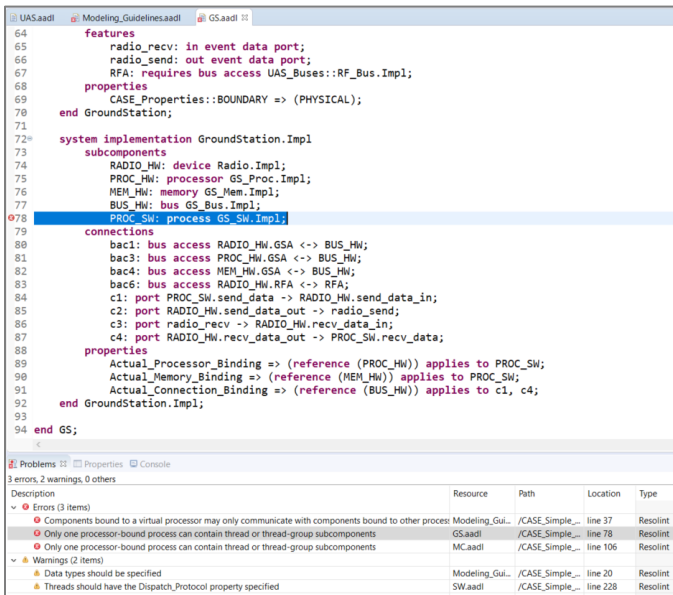 UAS.aadl Modeling_Guidelines.aadl GS.aadl
64 features
65 radio_recv: in event data port;
66 radio_send: out event data port;
67 RFA: requires bus access UAS_Buses::RF_Bus.Impl;
68 properties
69 CASE_Properties::BOUNDARY => (PHYSICAL);
70 end GroundStation;
71
72 system implementation GroundStation.Impl
73 subcomponents
74 RADIO_HW: device Radio.Impl;
75 PROC_HW: processor GS_Proc.Impl;
76 MEM_HW: memory GS_Mem.Impl;
77 BUS_HW: bus GS_Bus.Impl;
78 PROC_SW: process GS_SW.Impl;
79 connections
80 bac1: bus access RADIO_HW.GSA <-> BUS_HW;
81 bac3: bus access PROC_HW.GSA <-> BUS_HW;
82 bac4: bus access MEM_HW.GSA <-> BUS_HW;
83 bac6: bus access RADIO_HW.RFA <-> RFA;
84 c1: port PROC_SW.send_data -> RADIO_HW.send_data_in;
85 c2: port RADIO_HW.send_data_out -> radio_send;
86 c3: port radio_recv -> RADIO_HW.recv_data_in;
87 c4: port RADIO_HW.recv_data_out -> PROC_SW.recv_data;
88 properties
89 Actual_Processor_Binding => (reference (PROC_HW)) applies to PROC_SW;
90 Actual_Memory_Binding => (reference (MEM_HW)) applies to PROC_SW;
91 Actual_Connection_Binding => (reference (BUS_HW)) applies to c1, c4;
92 end GroundStation.Impl;
93
94 end GS;
Problems Properties Console
3 errors, 2 warnings, 0 others
Description Resource Path Location Type
Errors (3 items)
Components bound to a virtual processor may only communicate with components bound to other process Modeling_Gui... /CASE_Simple_... line 37 Resolint
Only one processor-bound process can contain thread or thread-group subcomponents GS.aadl /CASE_Simple_... line 78 Resolint
Only one processor-bound process can contain thread or thread-group subcomponents MC.aadl /CASE_Simple_... line 106 Resolint
Warnings (2 items)
Data types should be specified Modeling_Gui... /CASE_Simple_... line 20 Resolint
Threads should have the Dispatch_Protocol property specified SW.aadl /CASE_Simple_... line 228 Resolint